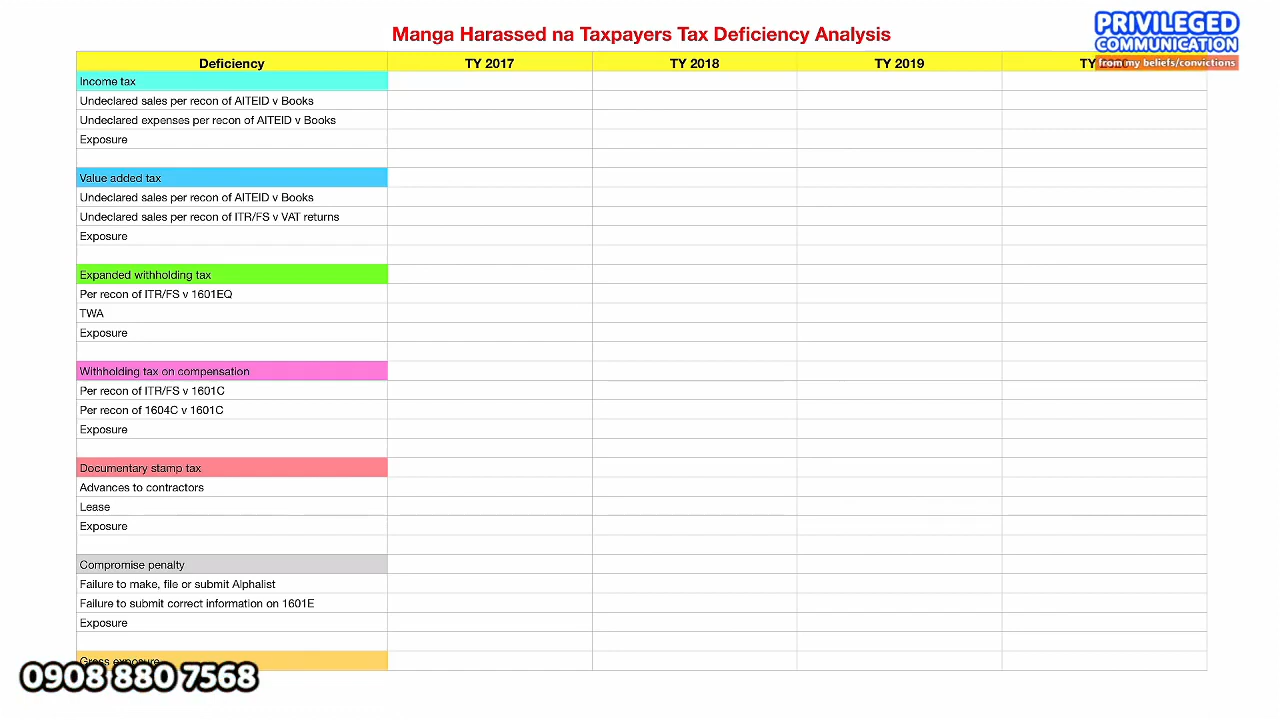 Manga Harassed na Taxpayers Tax Deficiency Analysis
PRIVILEGED
COMMUNICATION
from my beliefs/convictions
Deficiency TY 2017 TY 2018 TY 2019 TY
Income tax
Undeclared sales per recon of AITEID v Books
Undeclared expenses per recon of AITEID v Books
Exposure
Value added tax
Undeclared sales per recon of AITEID v Books
Undeclared sales per recon of ITR/FS v VAT returns
Exposure
Expanded withholding tax
Per recon of ITR/FS v 1601EQ
TWA
Exposure
Withholding tax on compensation
Per recon of ITR/FS v 1601C
Per recon of 1604C v 1601C
Exposure
Documentary stamp tax
Advances to contractors
Lease
Exposure
Compromise penalty
Failure to make, file or submit Alphalist
Failure to submit correct information on 1601E
Exposure
Gross exposure
0908 880 7568